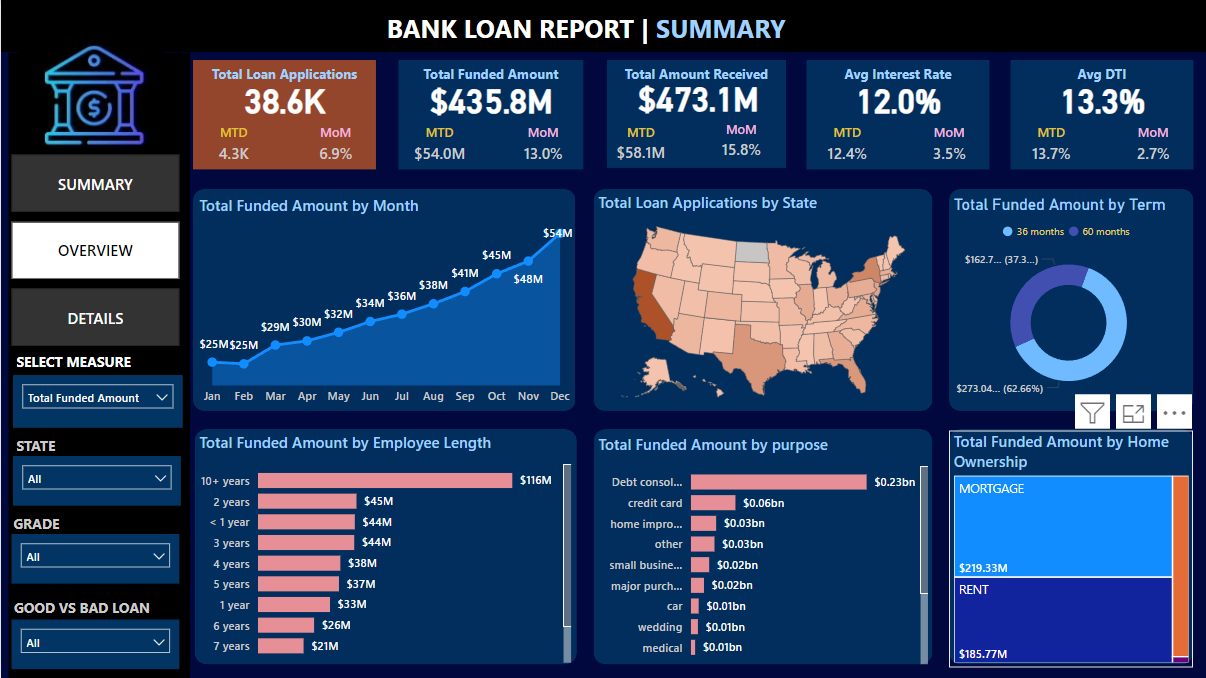 BANK LOAN REPORT | SUMMARY
Total Loan Applications
38.6K
MTD MoM
4.3K 6.9%
Total Funded Amount
$435.8M
MTD MoM
$54.0M 13.0%
Total Amount Received
$473.1M
MTD MoM
$58.1M 15.8%
Avg Interest Rate
12.0%
MTD MoM
12.4% 3.5%
Avg DTI
13.3%
MTD MoM
13.7% 2.7%
SUMMARY
OVERVIEW
DETAILS
SELECT MEASURE
Total Funded Amount
STATE
All
GRADE
All
GOOD VS BAD LOAN
All
Total Funded Amount by Month
$25M $25M $29M $30M $32M $34M $36M $38M $41M $45M $48M $54M
Jan Feb Mar Apr May Jun Jul Aug Sep Oct Nov Dec
Total Loan Applications by State
Total Funded Amount by Term
36 months 60 months
$162.7... (37.3...)
$273.04... (62.66%)
Total Funded Amount by Employee Length
10+ years $116M
2 years $45M
< 1 year $44M
3 years $44M
4 years $38M
5 years $37M
1 year $33M
6 years $26M
7 years $21M
Total Funded Amount by purpose
Debt consol... $0.23bn
credit card $0.06bn
home impro... $0.03bn
other $0.03bn
small busine... $0.02bn
major purch... $0.02bn
car $0.01bn
wedding $0.01bn
medical $0.01bn
Total Funded Amount by Home
Ownership
MORTGAGE
$219.33M
RENT
$185.77M